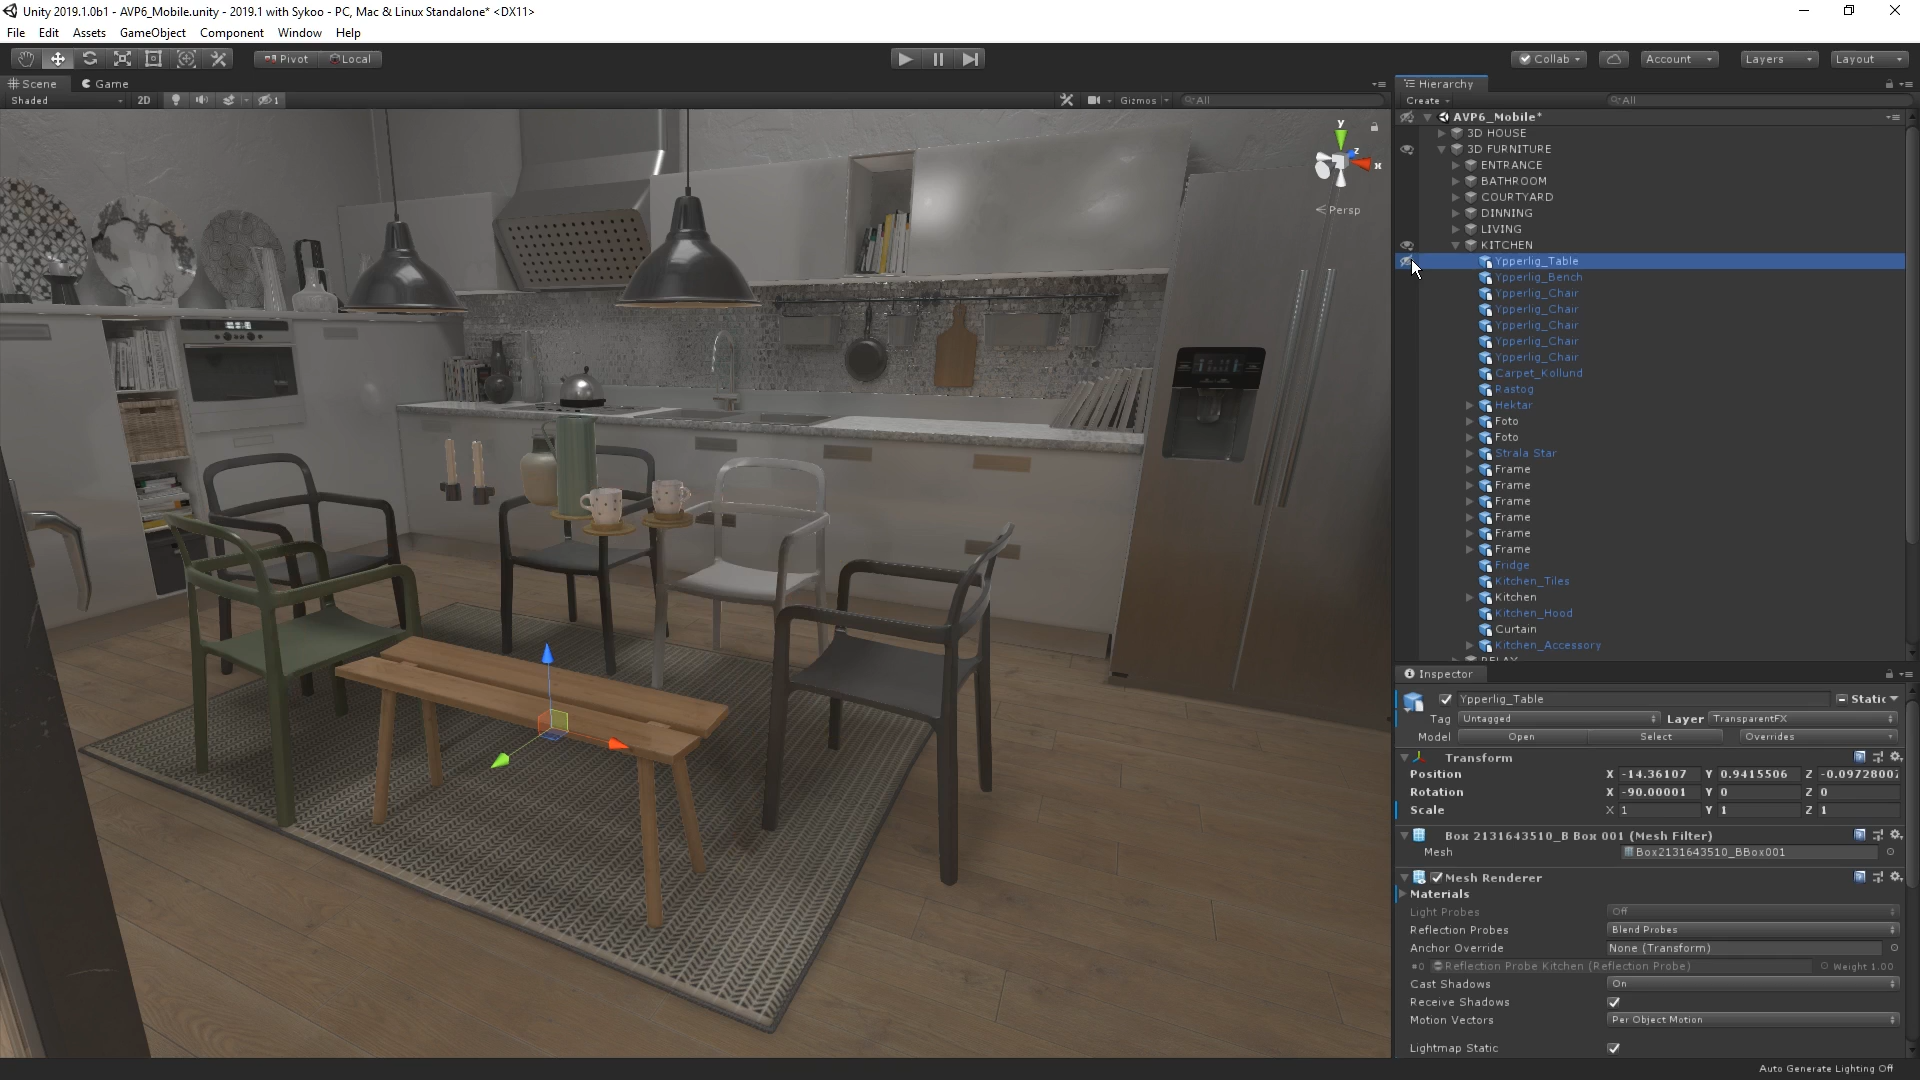 Unity 2019.1.0b1 - AVP6_Mobile.unity - 2019.1 with Sykoo - PC, Mac & Linux Standalone* <DX11>
File Edit Assets GameObject Component Window Help
Pivot Local Collab Account Layers Layout
Scene Game
Shaded 2D 1 Gizmos All
y
z
x
Persp
Hierarchy
Create All
AVP6_Mobile*
3D HOUSE
3D FURNITURE
ENTRANCE
BATHROOM
COURTYARD
DINNING
LIVING
KITCHEN
Ypperlig_Table
Ypperlig_Bench
Ypperlig_Chair
Ypperlig_Chair
Ypperlig_Chair
Ypperlig_Chair
Ypperlig_Chair
Carpet_Kollund
Rastog
Hektar
Foto
Foto
Strala Star
Frame
Frame
Frame
Frame
Frame
Frame
Fridge
Kitchen_Tiles
Kitchen
Kitchen_Hood
Curtain
Kitchen_Accessory
RELAX
Inspector
Ypperlig_Table Static
Tag Untagged Layer TransparentFX
Model Open Select Overrides
Transform
Position X -14.36107 Y 0.9415506 Z -0.0972800
Rotation X -90.00001 Y 0 Z 0
Scale X 1 Y 1 Z 1
Box 2131643510_B Box 001 (Mesh Filter)
Mesh Box2131643510_BBox001
Mesh Renderer
Materials
Light Probes Off
Reflection Probes Blend Probes
Anchor Override None (Transform)
#0 Reflection Probe Kitchen (Reflection Probe) Weight 1.00
Cast Shadows On
Receive Shadows
Motion Vectors Per Object Motion
Lightmap Static
Auto Generate Lighting Off